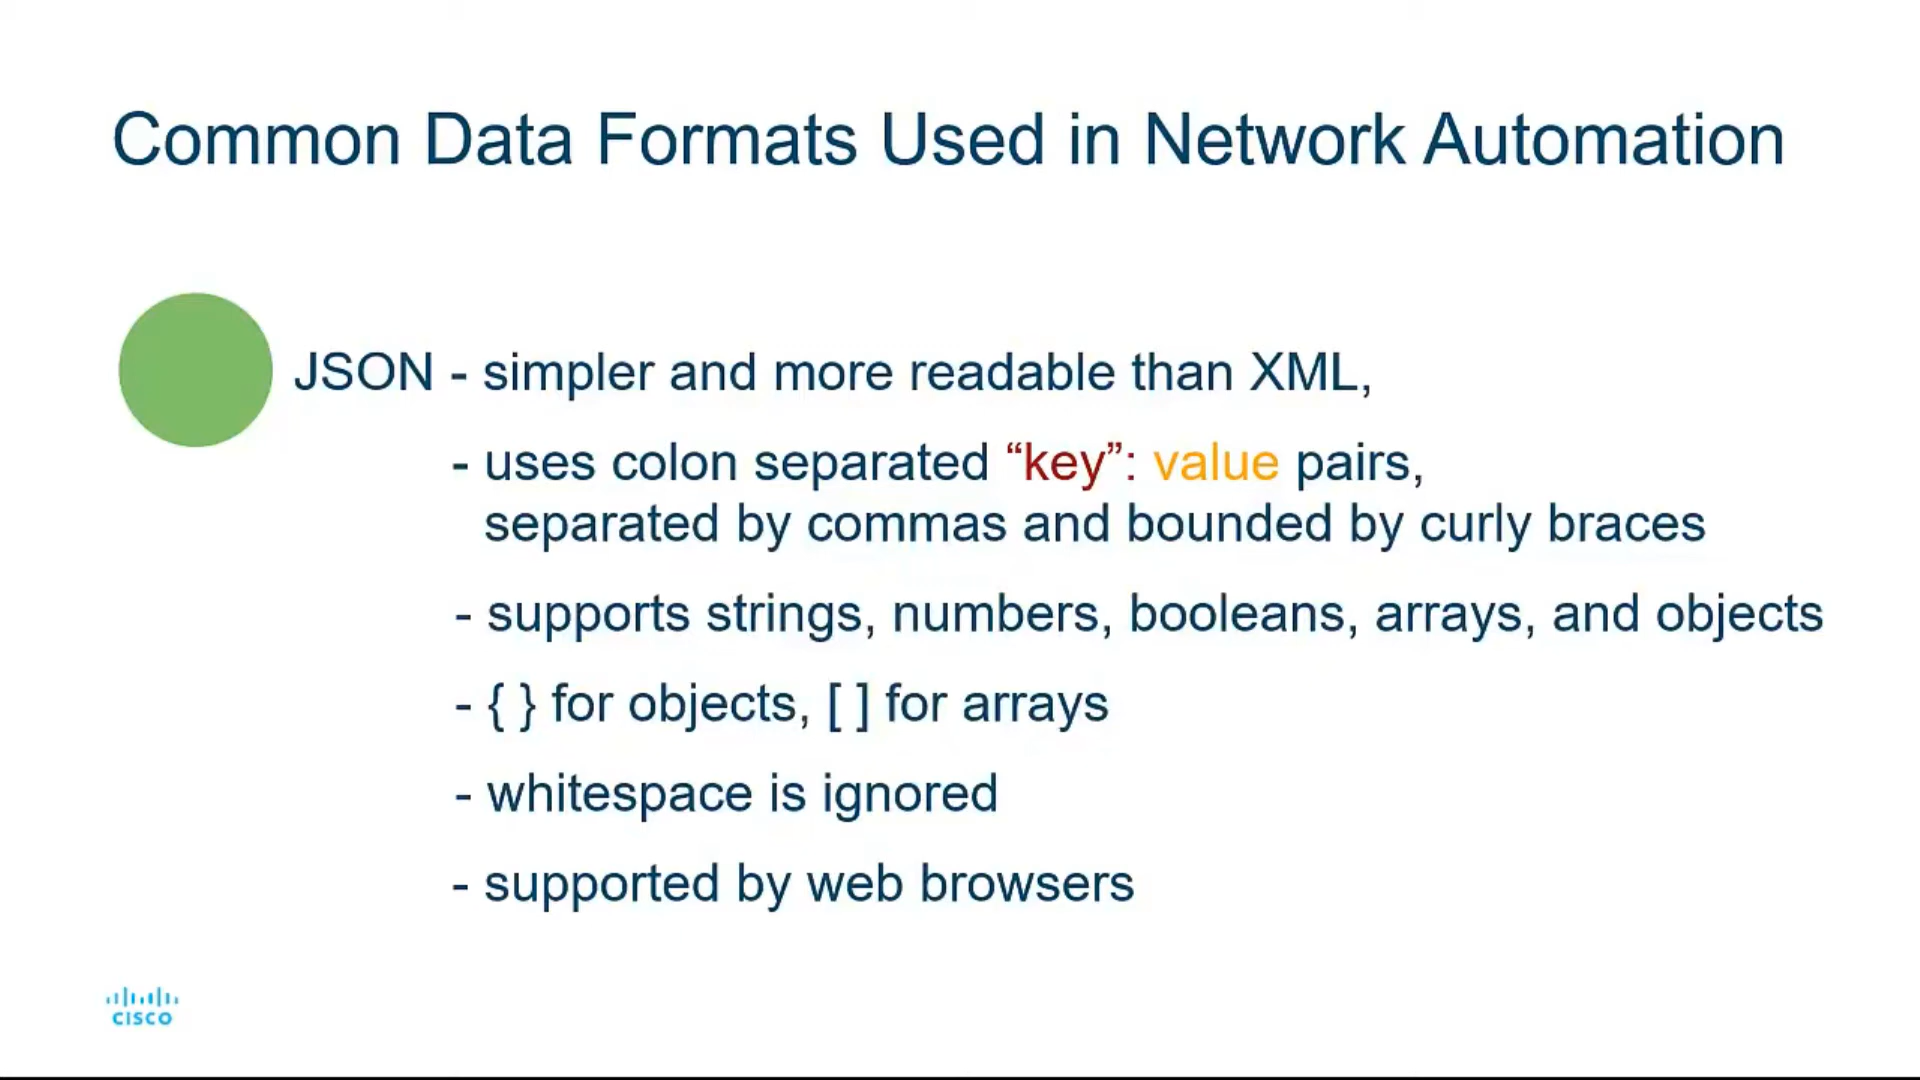 Common Data Formats Used in Network Automation
JSON - simpler and more readable than XML,
- uses colon separated “key”: value pairs,
separated by commas and bounded by curly braces
- supports strings, numbers, booleans, arrays, and objects
- { } for objects, [ ] for arrays
- whitespace is ignored
- supported by web browsers
CISCO